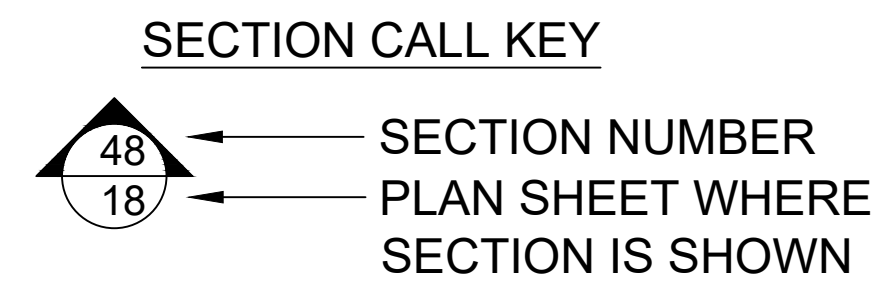 SECTION CALL KEY
48
SECTION NUMBER
18
PLAN SHEET WHERE
SECTION IS SHOWN